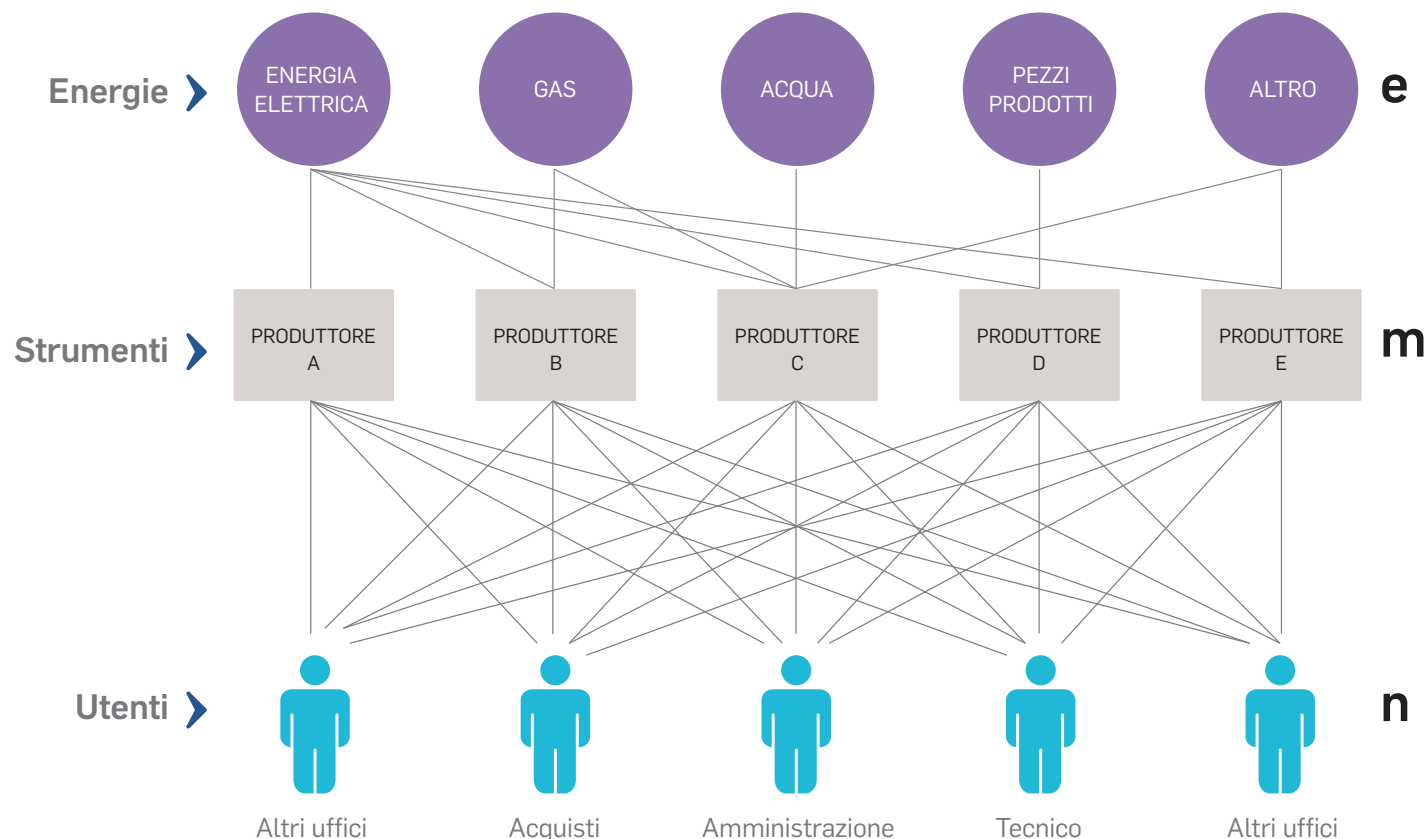 Energie
ENERGIA
ELETTRICA
GAS
ACQUA
PEZZI
PRODOTTI
ALTRO
e
Strumenti
PRODUTTORE
A
PRODUTTORE
B
PRODUTTORE
C
PRODUTTORE
D
PRODUTTORE
E
m
Utenti
n
Altri uffici
Acquisti
Amministrazione
Tecnico
Altri uffici